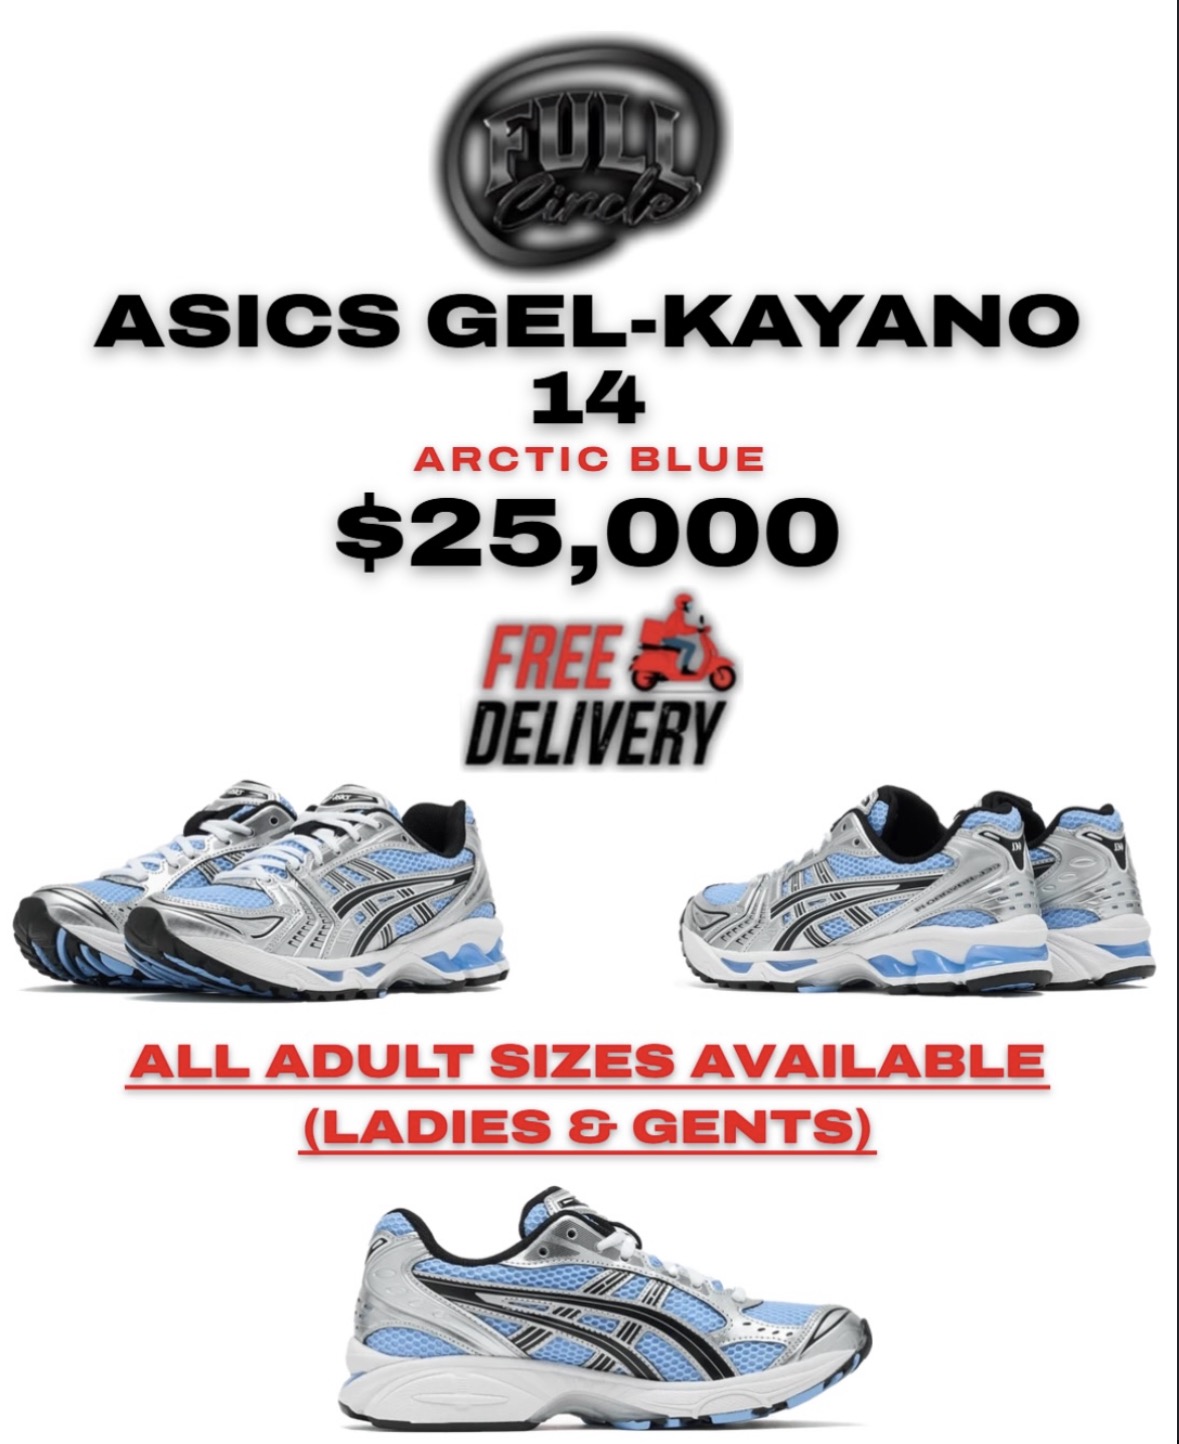 FULL
Circle
ASICS GEL-KAYANO
14
ARCTIC BLUE
$25,000
FREE
DELIVERY
ALL ADULT SIZES AVAILABLE
(LADIES & GENTS)